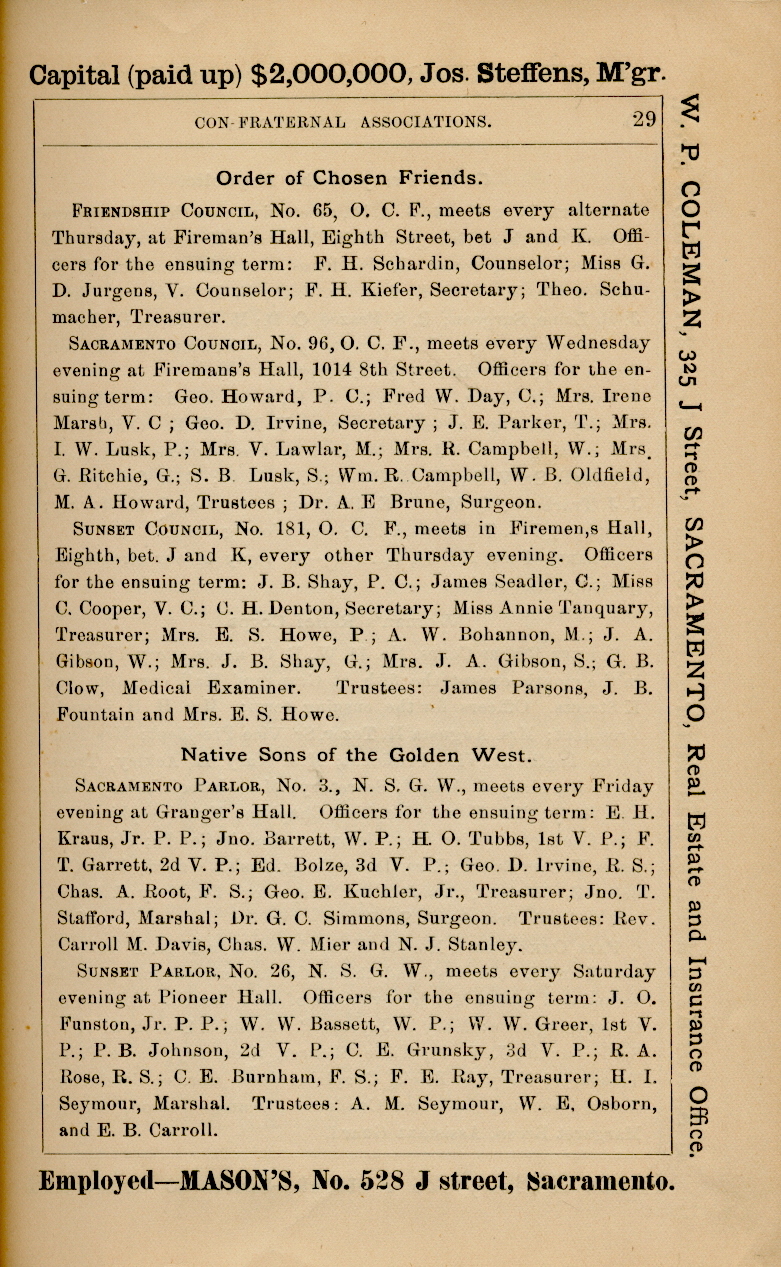 Capital (paid up) $2,000,000, Jos. Steffens, M'gr.
CON-FRATERNAL ASSOCIATIONS. 29
Order of Chosen Friends.
FRIENDSHIP COUNCIL, No. 65, O. C. F., meets every alternate
Thursday, at Fireman's Hall, Eighth Street, bet J and K. Offi-
cers for the ensuing term: F. H. Schardin, Counselor; Miss G.
D. Jurgens, V. Counselor; F. H. Kiefer, Secretary; Theo. Schu-
macher, Treasurer.
SACRAMENTO COUNCIL, No. 96, O. C. F., meets every Wednesday
evening at Firemans's Hall, 1014 8th Street. Officers for the en-
suing term: Geo. Howard, P. C.; Fred W. Day, C.; Mrs. Irene
Marsh, V. C ; Geo. D. Irvine, Secretary ; J. E. Parker, T.; Mrs.
I. W. Lusk, P.; Mrs. V. Lawlar, M.; Mrs. R. Campbell, W.; Mrs.
G. Ritchie, G.; S. B. Lusk, S.; Wm. R. Campbell, W. B. Oldfield,
M. A. Howard, Trustees ; Dr. A. E Brune, Surgeon.
SUNSET COUNCIL, No. 181, O. C. F., meets in Firemen,s Hall,
Eighth, bet. J and K, every other Thursday evening. Officers
for the ensuing term: J. B. Shay, P. C.; James Seadler, C.; Miss
C. Cooper, V. C.; C. H. Denton, Secretary; Miss Annie Tanquary,
Treasurer; Mrs. E. S. Howe, P.; A. W. Bohannon, M.; J. A.
Gibson, W.; Mrs. J. B. Shay, G.; Mrs. J. A. Gibson, S.; G. B.
Clow, Medical Examiner. Trustees: James Parsons, J. B.
Fountain and Mrs. E. S. Howe.
Native Sons of the Golden West.
SACRAMENTO PARLOR, No. 3., N. S. G. W., meets every Friday
evening at Granger's Hall. Officers for the ensuing term: E. H.
Kraus, Jr. P. P.; Jno. Barrett, W. P.; H. O. Tubbs, 1st V. P.; F.
T. Garrett, 2d V. P.; Ed. Bolze, 3d V. P.; Geo. D. Irvine, R. S.;
Chas. A. Root, F. S.; Geo. E. Kuchler, Jr., Treasurer; Jno. T.
Stafford, Marshal; Dr. G. C. Simmons, Surgeon. Trustees: Rev.
Carroll M. Davis, Chas. W. Mier and N. J. Stanley.
SUNSET PARLOR, No. 26, N. S. G. W., meets every Saturday
evening at Pioneer Hall. Officers for the ensuing term: J. O.
Funston, Jr. P. P.; W. W. Bassett, W. P.; W. W. Greer, 1st V.
P.; P. B. Johnson, 2d V. P.; C. E. Grunsky, 3d V. P.; R. A.
Rose, R. S.; C. E. Burnham, F. S.; F. E. Ray, Treasurer; H. I.
Seymour, Marshal. Trustees: A. M. Seymour, W. E. Osborn,
and E. B. Carroll.
Employed—MASON'S, No. 528 J street, Sacramento.
W. P. COLEMAN, 325 J Street, SACRAMENTO, Real Estate and Insurance Office.